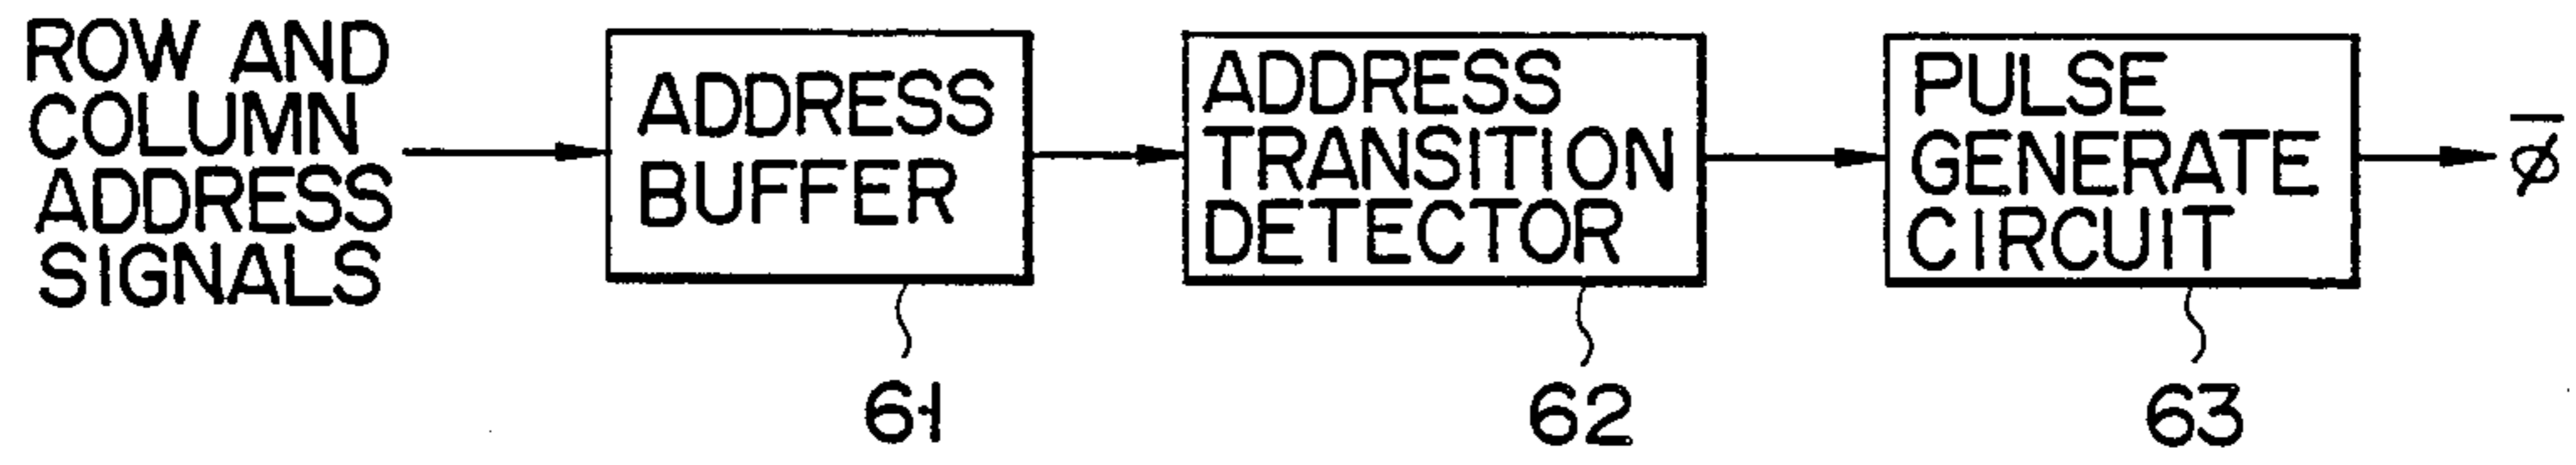 ROW AND
COLUMN
ADDRESS
SIGNALS
ADDRESS
BUFFER
ADDRESS
TRANSITION
DETECTOR
PULSE
GENERATE
CIRCUIT
φ̅
61
62
63